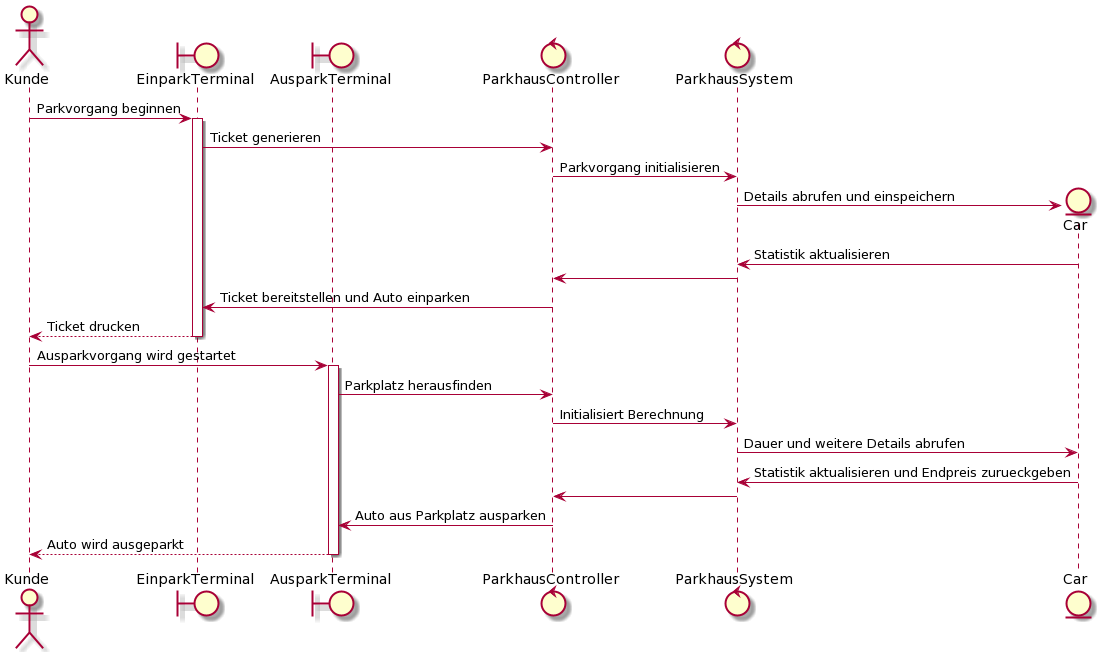 Kunde
EinparkTerminal
AusparkTerminal
ParkhausController
ParkhausSystem
Parkvorgang beginnen
Ticket generieren
Parkvorgang initialisieren
Details abrufen und einspeichern
Car
Statistik aktualisieren
Ticket bereitstellen und Auto einparken
Ticket drucken
Ausparkvorgang wird gestartet
Parkplatz herausfinden
Initialisiert Berechnung
Dauer und weitere Details abrufen
Statistik aktualisieren und Endpreis zurueckgeben
Auto aus Parkplatz ausparken
Auto wird ausgeparkt
Kunde
EinparkTerminal
AusparkTerminal
ParkhausController
ParkhausSystem
Car